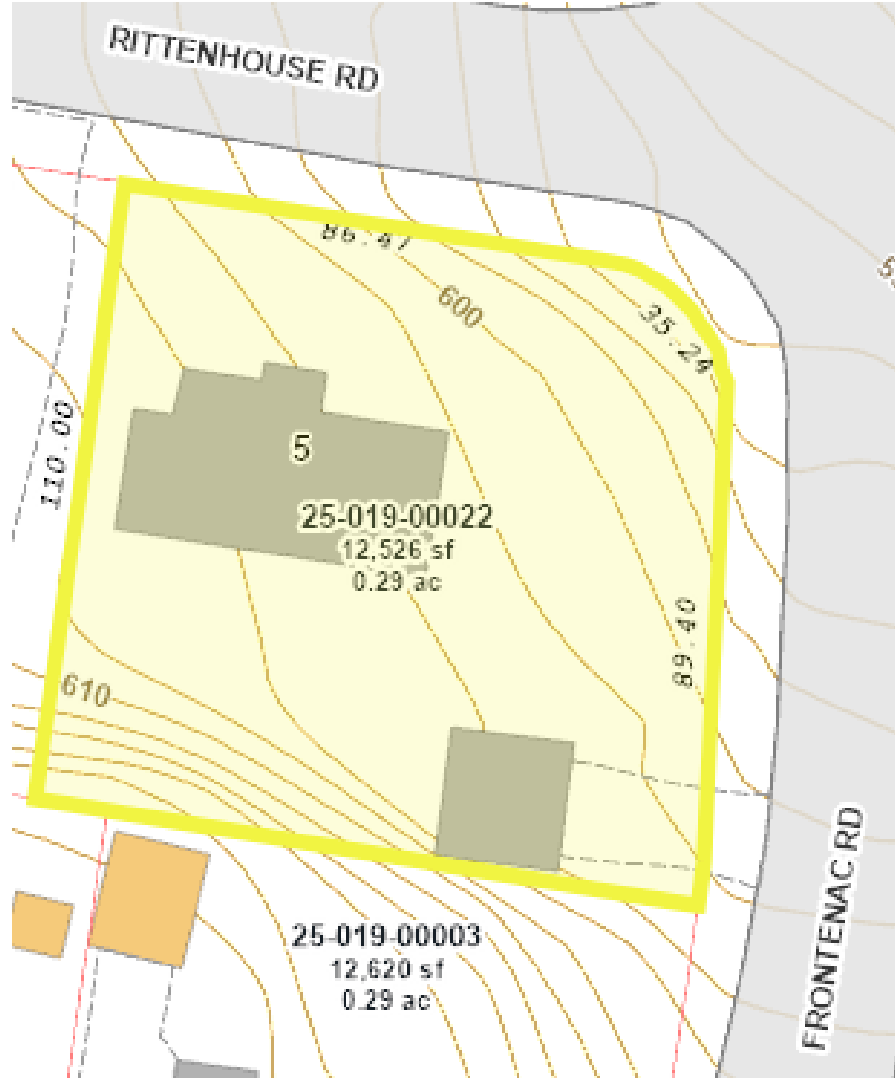 RITTENHOUSE RD
86.47
600
35.24
110.00
5
25-019-00022
12,526 sf
0.29 ac
89.40
610
25-019-00003
12,620 sf
0.29 ac
FRONTENAC RD